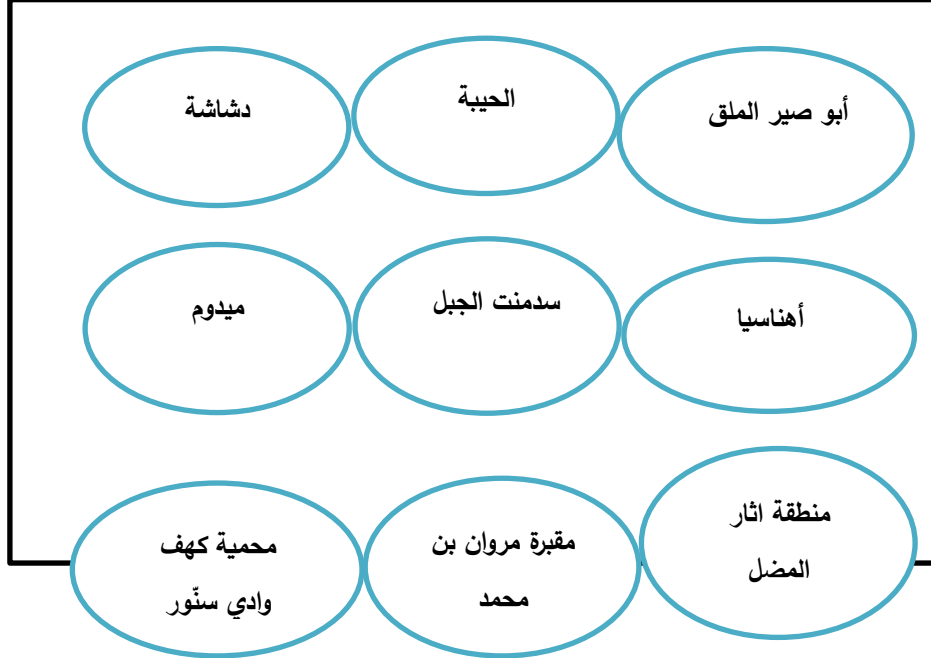 أبو صير الملق
الحيبة
دشاشة
أهناسيا
سدمنت الجبل
ميدوم
منطقة اثار
المضل
مقبرة مروان بن
محمد
محمية كهف
وادي سنّور